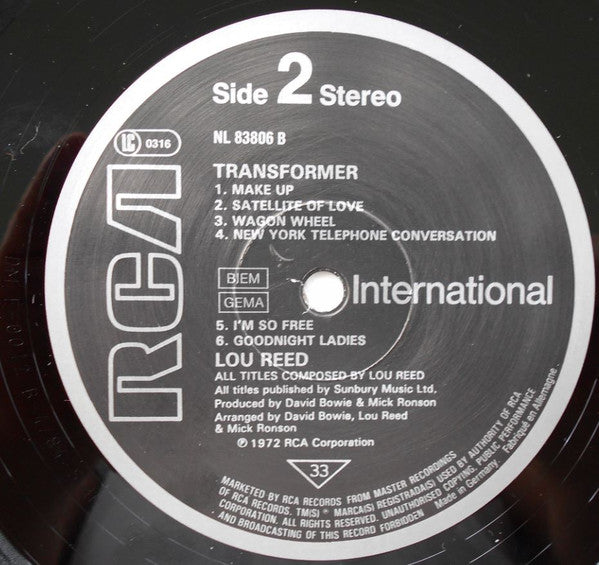 Side 2 Stereo
NL 83806 B
LC 0316
RCA
TRANSFORMER
1. MAKE UP
2. SATELLITE OF LOVE
3. WAGON WHEEL
4. NEW YORK TELEPHONE CONVERSATION
BIEM
GEMA
International
5. I'M SO FREE
6. GOODNIGHT LADIES
LOU REED
ALL TITLES COMPOSED BY LOU REED
All titles published by Sunbury Music Ltd.
Produced by David Bowie & Mick Ronson
Arranged by David Bowie, Lou Reed
& Mick Ronson
℗ 1972 RCA Corporation
33
MARKETED BY RCA RECORDS FROM MASTER RECORDINGS
OF RCA RECORDS. TM(S) ® MARCA(S) REGISTRADA(S) USED BY AUTHORITY OF RCA
CORPORATION. ALL RIGHTS RESERVED. UNAUTHORISED COPYING, PUBLIC PERFORMANCE
AND BROADCASTING OF THIS RECORD FORBIDDEN
Made in Germany
Fabriqué en Allemagne